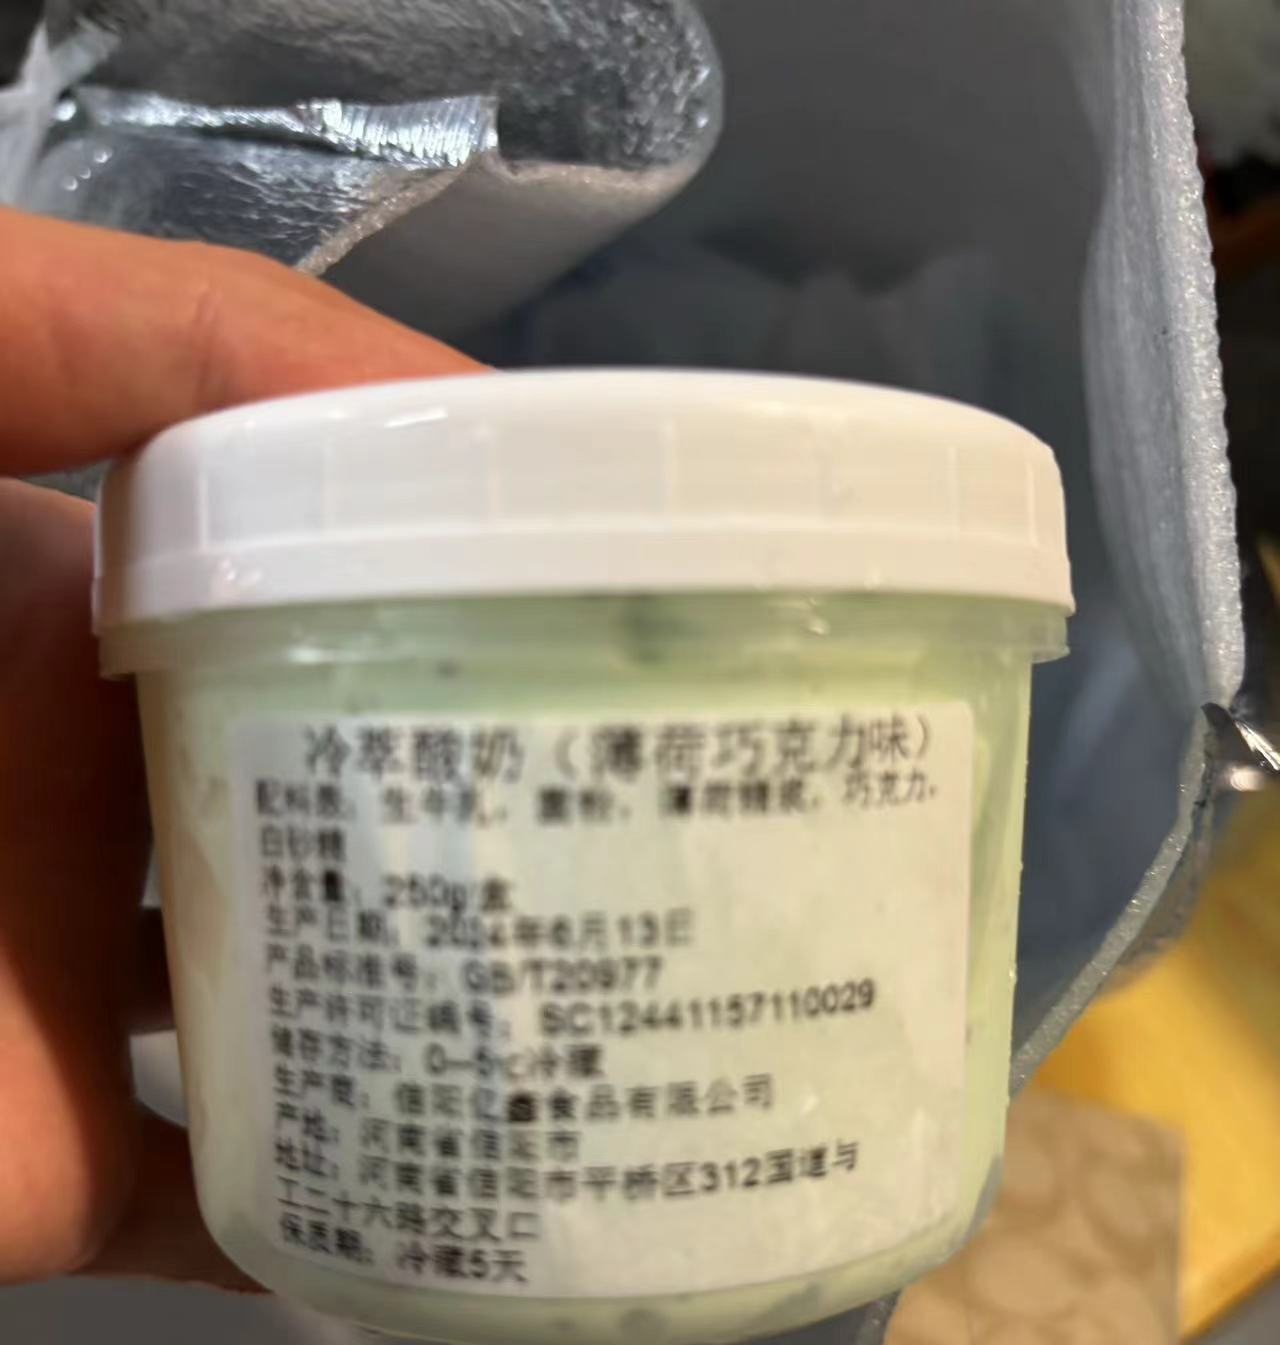 冷萃酸奶（薄荷巧克力味）
配料表：生牛乳、菌粉、薄荷糖浆、巧克力、
白砂糖
净含量：250g/盒
生产日期：2024年6月13日
产品标准号：GB/T20977
生产许可证编号：SC12441157110029
储存方法：0—5℃冷藏
生产商：信阳亿鑫食品有限公司
产地：河南省信阳市
地址：河南省信阳市平桥区312国道与
工二十六路交叉口
保质期：冷藏5天